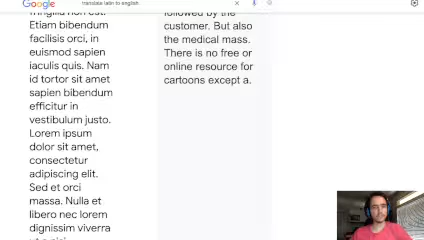 Google
translate latin to english
fringilla non est.
Etiam bibendum
facilisis orci, in
euismod sapien
iaculis quis. Nam
id tortor sit amet
sapien bibendum
efficitur in
vestibulum justo.
Lorem ipsum
dolor sit amet,
consectetur
adipiscing elit.
Sed et orci
massa. Nulla et
libero nec lorem
dignissim viverra
followed by the
customer. But also
the medical mass.
There is no free or
online resource for
cartoons except a.